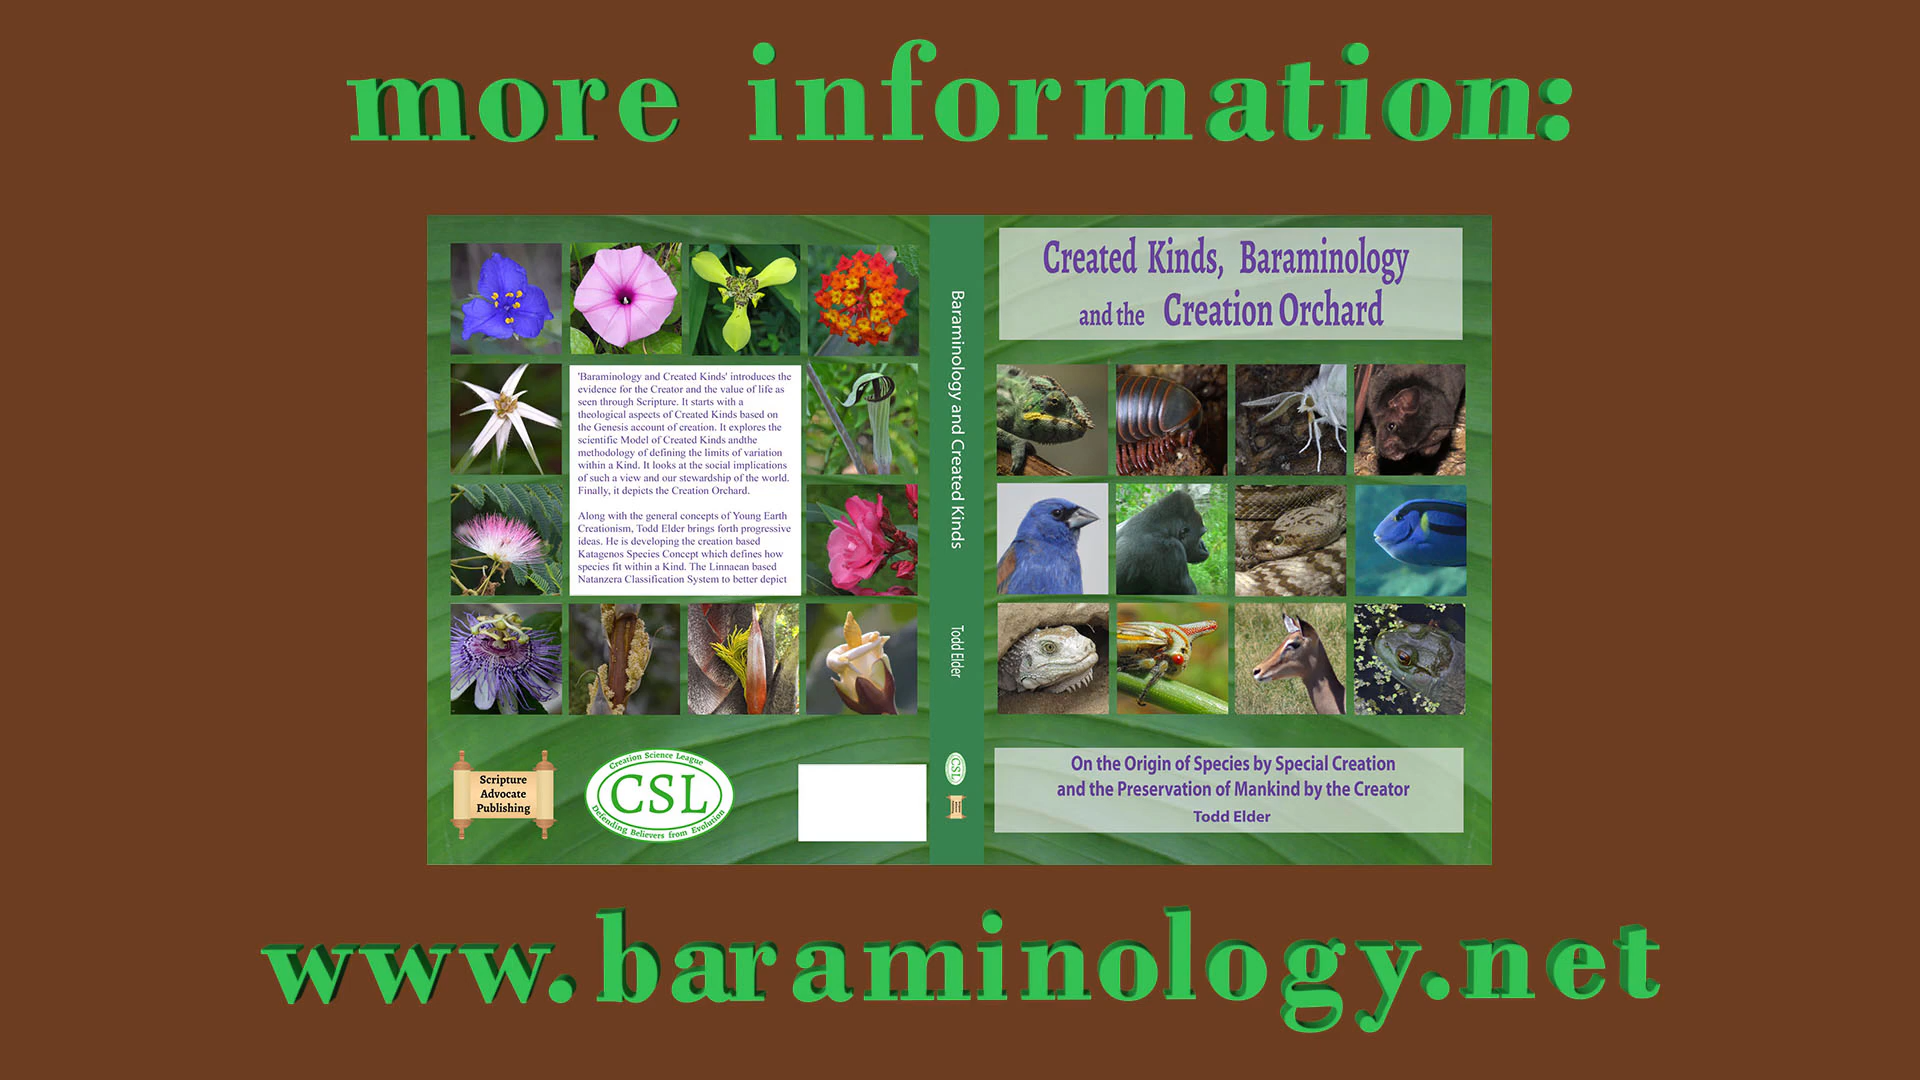 more information:
'Baraminology and Created Kinds' introduces the
evidence for the Creator and the value of life as
seen through Scripture. It starts with a
theological aspects of Created Kinds based on
the Genesis account of creation. It explores the
scientific Model of Created Kinds andthe
methodology of defining the limits of variation
within a Kind. It looks at the social implications
of such a view and our stewardship of the world.
Finally, it depicts the Creation Orchard.
Along with the general concepts of Young Earth
Creationism, Todd Elder brings forth progressive
ideas. He is developing the creation based
Katagenos Species Concept which defines how
species fit within a Kind. The Linnaean based
Natanzera Classification System to better depict
Scripture
Advocate
Publishing
Creation Science League
CSL
Defending Believers from Evolution
Baraminology and Created Kinds
Todd Elder
CSL
Created Kinds, Baraminology
and the Creation Orchard
On the Origin of Species by Special Creation
and the Preservation of Mankind by the Creator
Todd Elder
www.baraminology.net